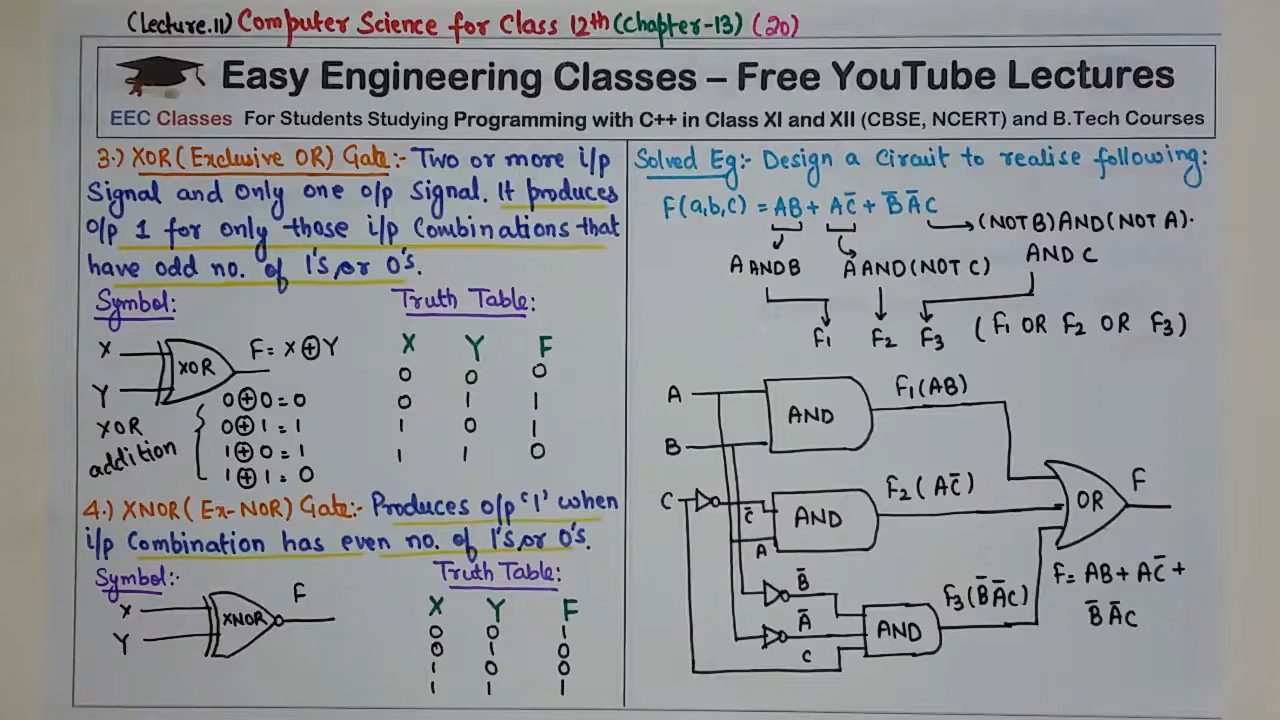 (Lecture.11) Computer Science for Class 12th (Chapter-13) (20)
Easy Engineering Classes – Free YouTube Lectures
EEC Classes For Students Studying Programming with C++ in Class XI and XII (CBSE, NCERT) and B.Tech Courses
3.) XOR (Exclusive OR) Gate:- Two or more i/p
Signal and only one o/p signal. It produces
o/p 1 for only those i/p combinations that
have odd no. of 1's or 0's.
Symbol:
Truth Table:
X
Y
XOR
F = X ⊕ Y
XOR
addition
0 ⊕ 0 = 0
0 ⊕ 1 = 1
1 ⊕ 0 = 1
1 ⊕ 1 = 0
X Y F
0 0 0
0 1 1
1 0 1
1 1 0
4.) XNOR (Ex-NOR) Gate:- Produces o/p '1' when
i/p Combination has even no. of 1's or 0's.
Symbol:-
Truth Table:
X
Y
XNOR
F
X Y F
0 0 1
0 1 0
1 0 0
1 1 1
Solved Eg:- Design a Circuit to realise following:
F(a,b,c) = AB + AC̅ + B̅ A̅ C
(NOT B) AND (NOT A).
AND C
A AND B
A AND (NOT C)
F1 F2 F3 (F1 OR F2 OR F3)
A
B
C
AND
F1 (AB)
C̅
A
AND
F2 (AC̅)
B̅
A̅
C
AND
F3 (B̅ A̅ C)
OR
F
F = AB + AC̅ +
B̅ A̅ C